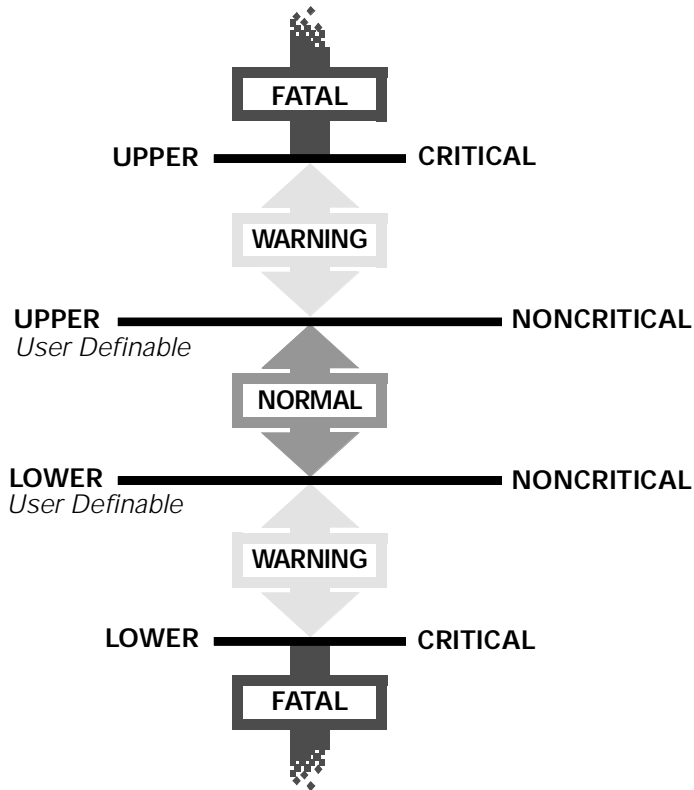 FATAL
UPPER CRITICAL
WARNING
UPPER NONCRITICAL
User Definable
NORMAL
LOWER NONCRITICAL
User Definable
WARNING
LOWER CRITICAL
FATAL